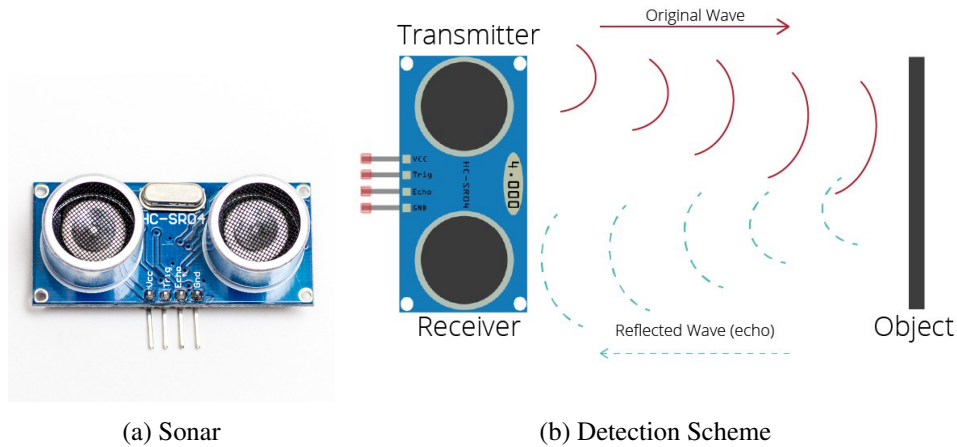 HC-SR04
Vcc
Trig
Echo
Gnd
(a) Sonar
Original Wave
Transmitter
VCC
Trig
Echo
GND
HC-SR04
4.000
Receiver
Reflected Wave (echo)
Object
(b) Detection Scheme